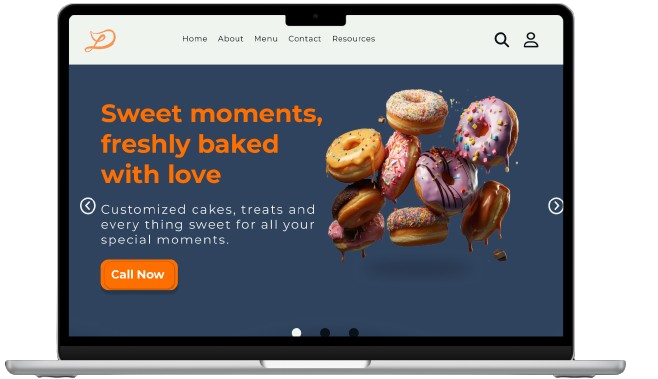 Home About Menu Contact Resources
Sweet moments,
freshly baked
with love
Customized cakes, treats and
every thing sweet for all your
special moments.
Call Now